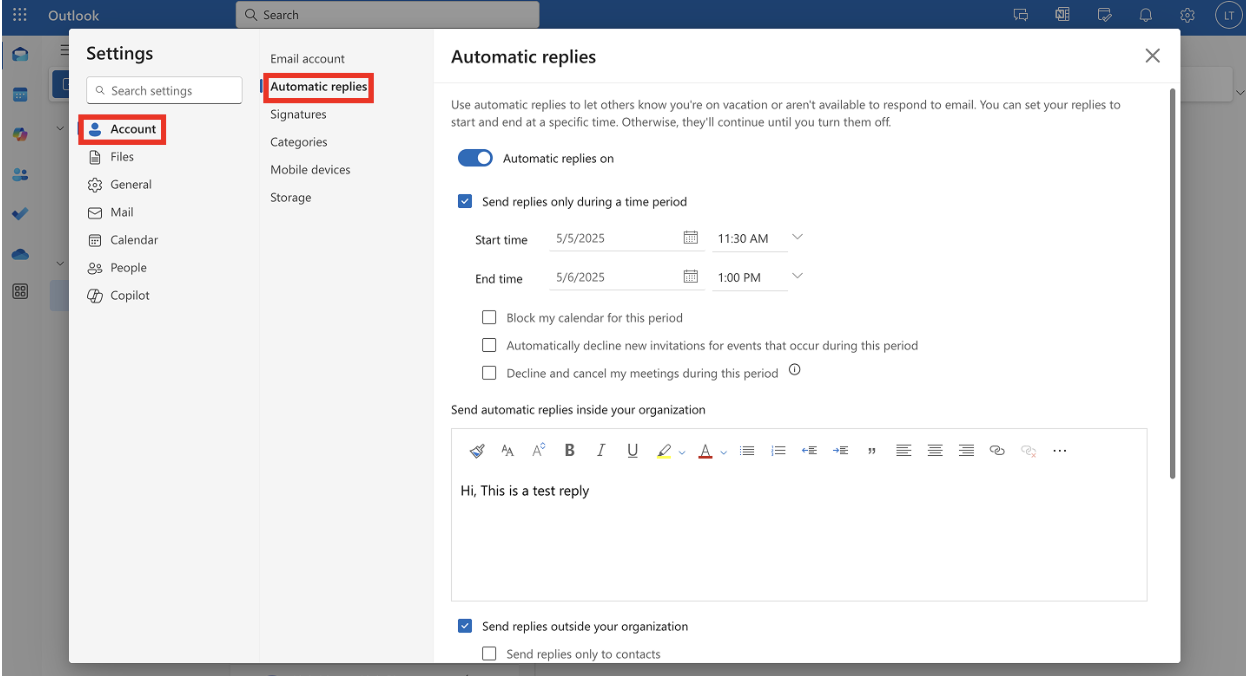 Outlook
Search
LT
Settings
Search settings
Account
Files
General
Mail
Calendar
People
Copilot
Email account
Automatic replies
Signatures
Categories
Mobile devices
Storage
Automatic replies
Use automatic replies to let others know you're on vacation or aren't available to respond to email. You can set your replies to
start and end at a specific time. Otherwise, they'll continue until you turn them off.
Automatic replies on
Send replies only during a time period
Start time 5/5/2025 11:30 AM
End time 5/6/2025 1:00 PM
Block my calendar for this period
Automatically decline new invitations for events that occur during this period
Decline and cancel my meetings during this period
Send automatic replies inside your organization
Hi, This is a test reply
Send replies outside your organization
Send replies only to contacts